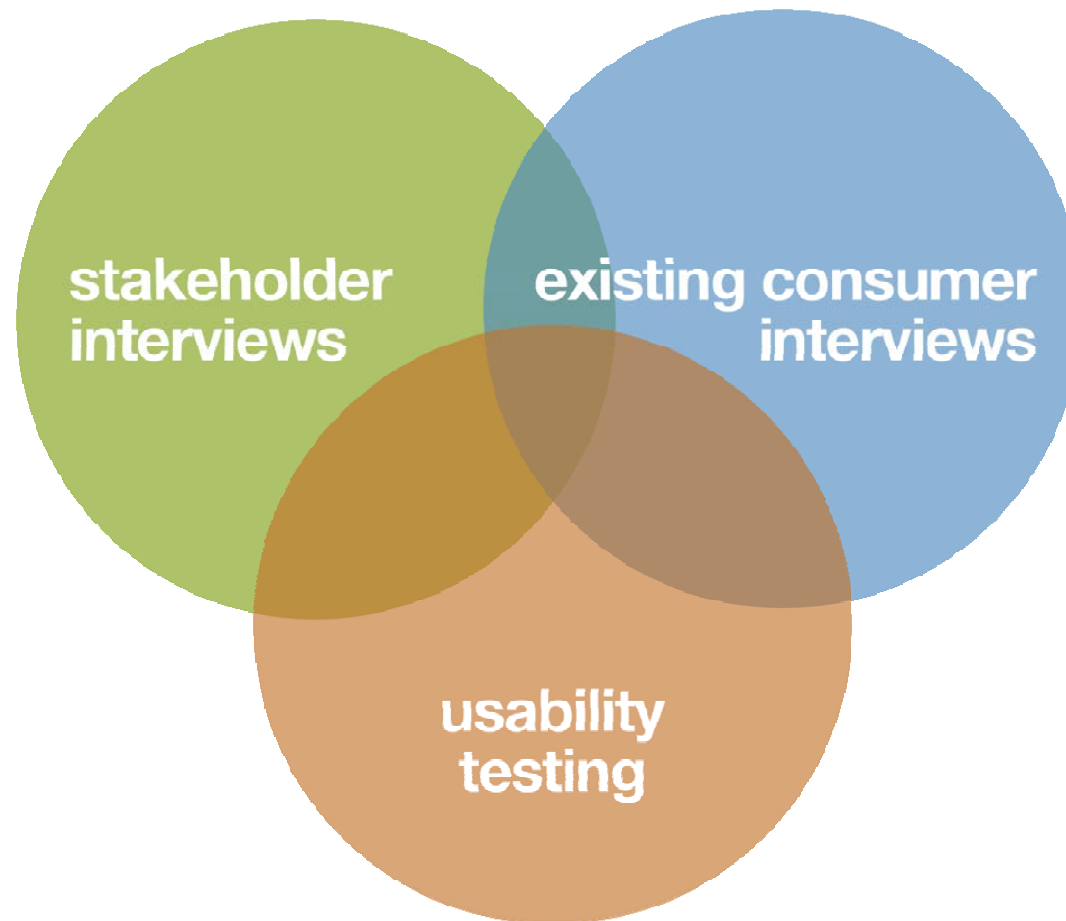 stakeholder
interviews
existing consumer
interviews
usability
testing